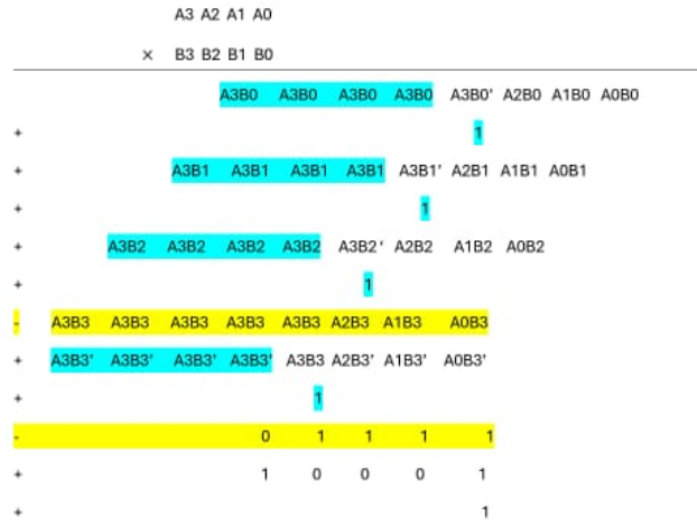 A3 A2 A1 A0
× B3 B2 B1 B0
A3B0 A3B0 A3B0 A3B0 A3B0' A2B0 A1B0 A0B0
+ 1
+ A3B1 A3B1 A3B1 A3B1 A3B1' A2B1 A1B1 A0B1
+ 1
+ A3B2 A3B2 A3B2 A3B2 A3B2' A2B2 A1B2 A0B2
+ 1
- A3B3 A3B3 A3B3 A3B3 A3B3 A2B3 A1B3 A0B3
+ A3B3' A3B3' A3B3' A3B3' A3B3 A2B3' A1B3' A0B3'
+ 1
- 0 1 1 1 1
+ 1 0 0 0 1
+ 1